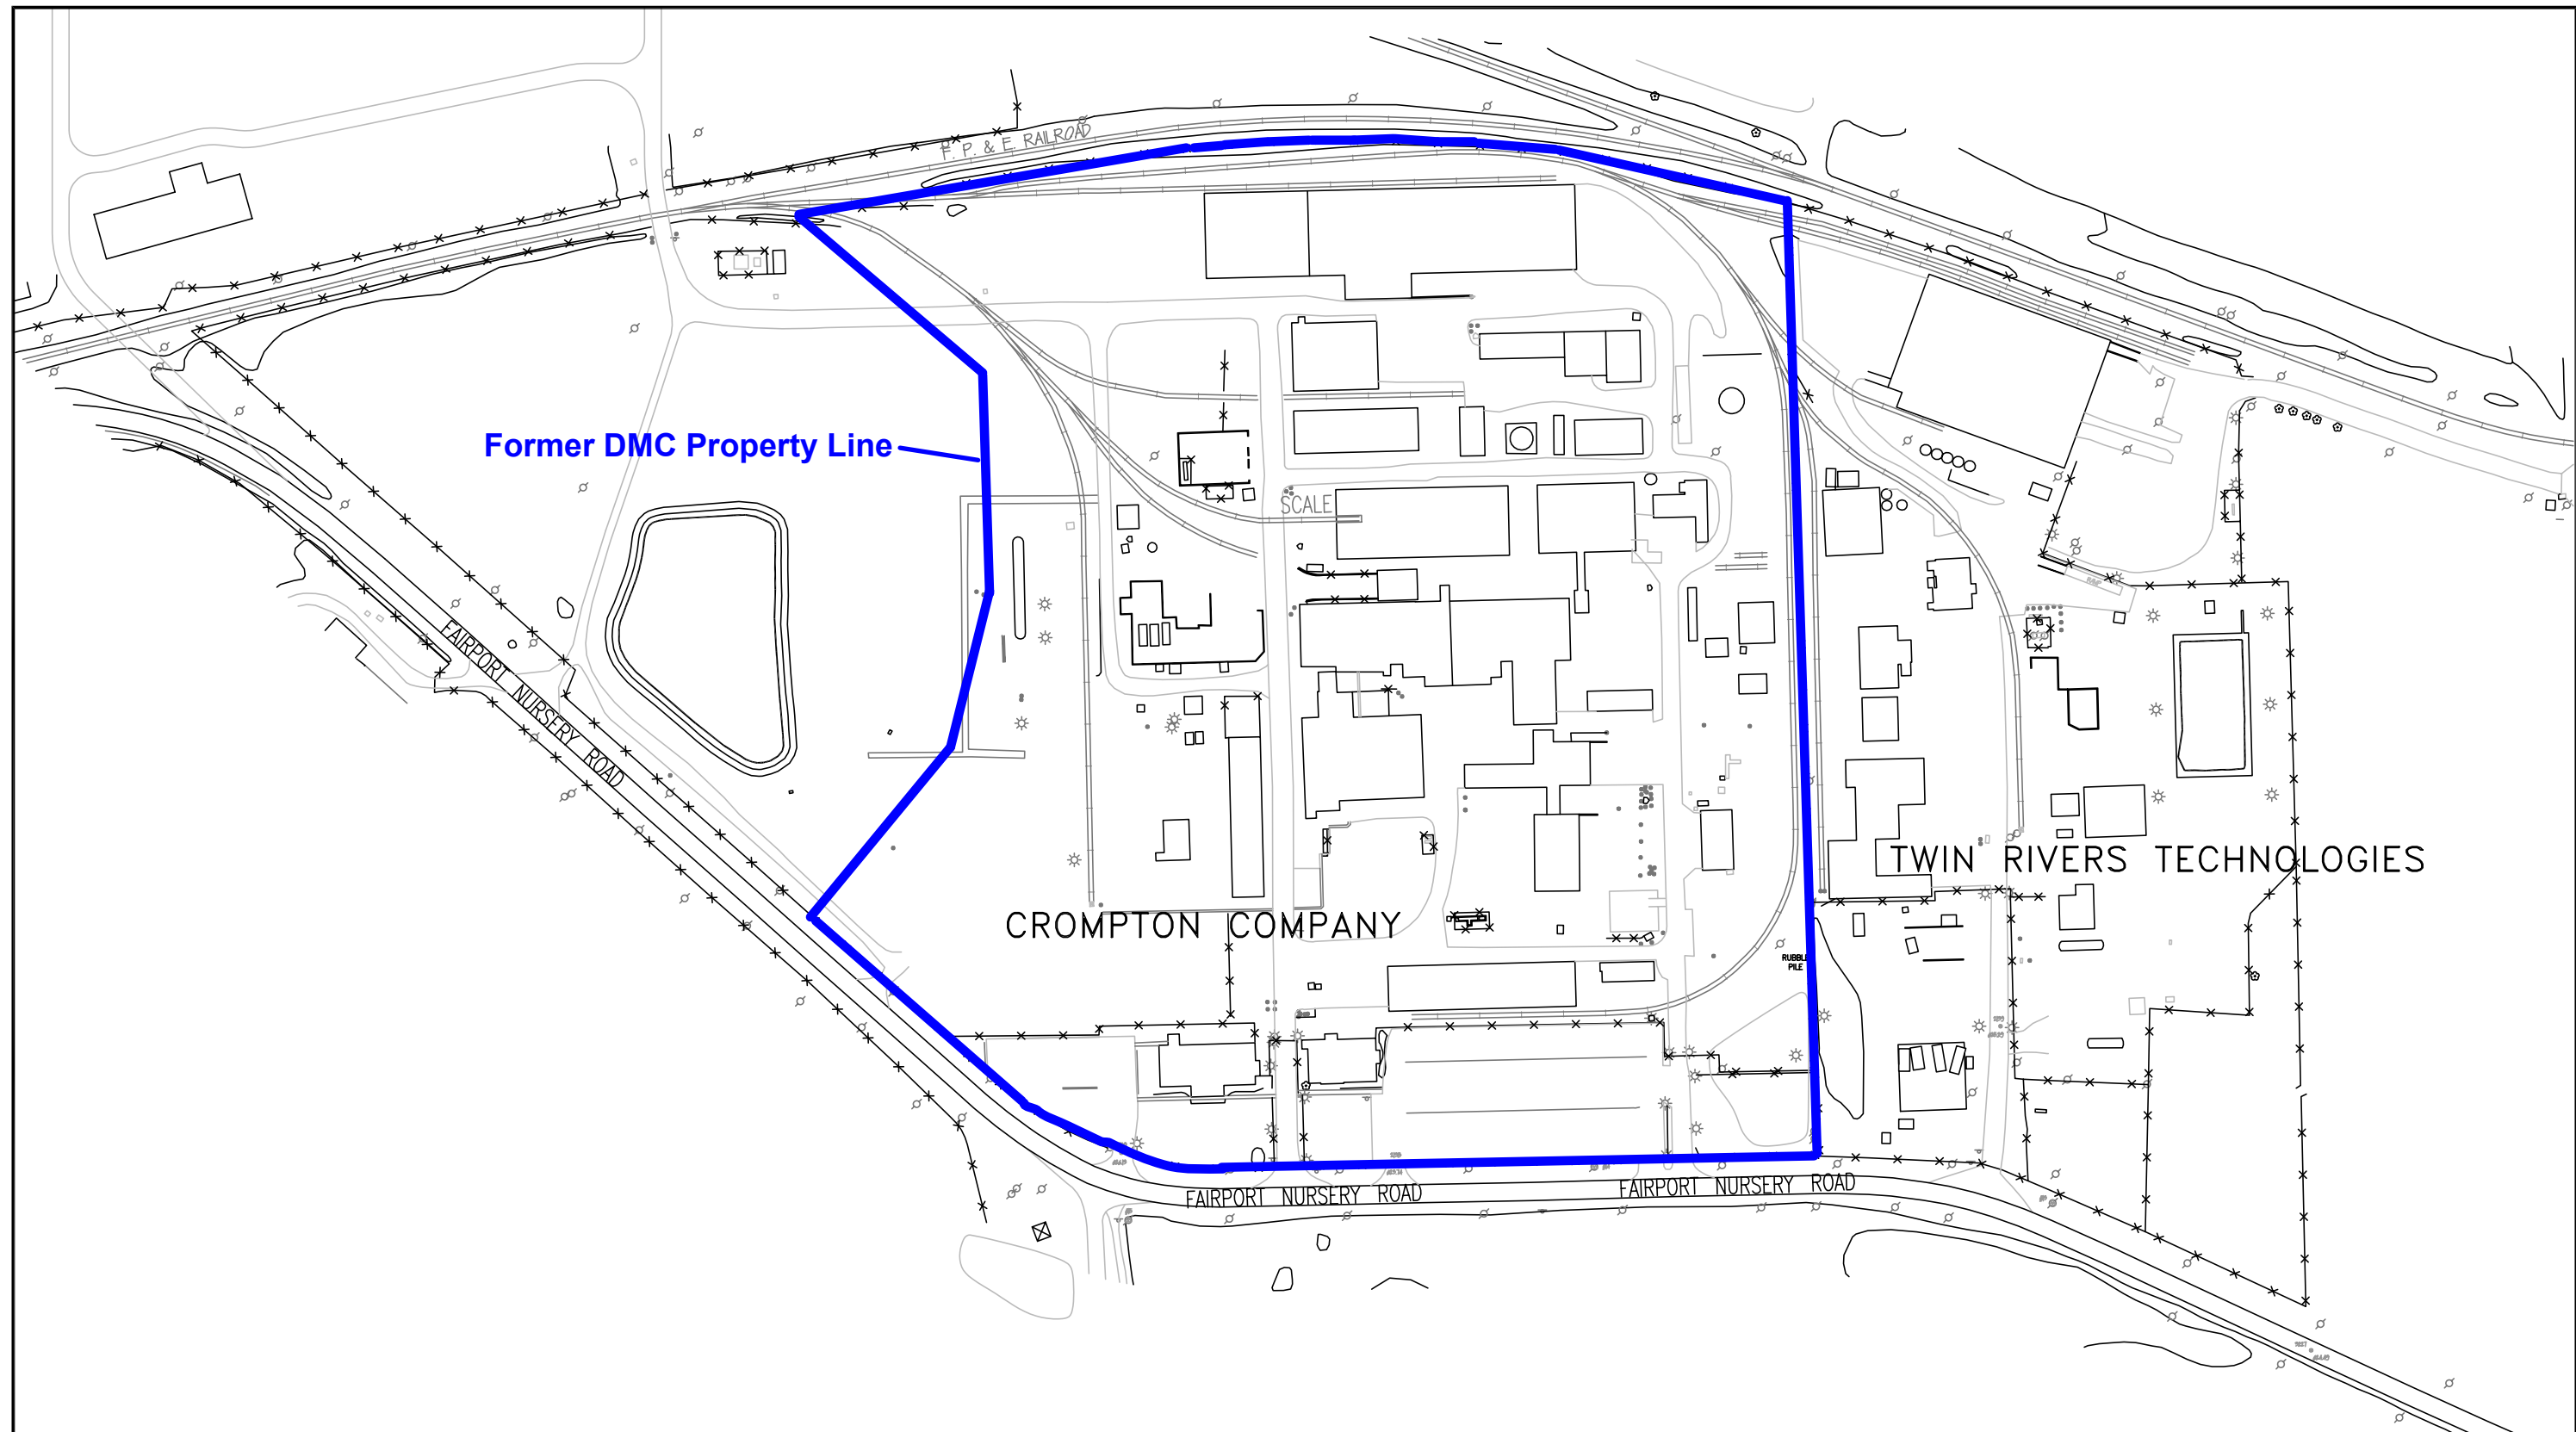 F. P. & E. RAILROAD
Former DMC Property Line
SCALE
FAIRPORT NURSERY ROAD
TWIN RIVERS TECHNOLOGIES
CROMPTON COMPANY
RUBBLE
PILE
FAIRPORT NURSERY ROAD
FAIRPORT NURSERY ROAD